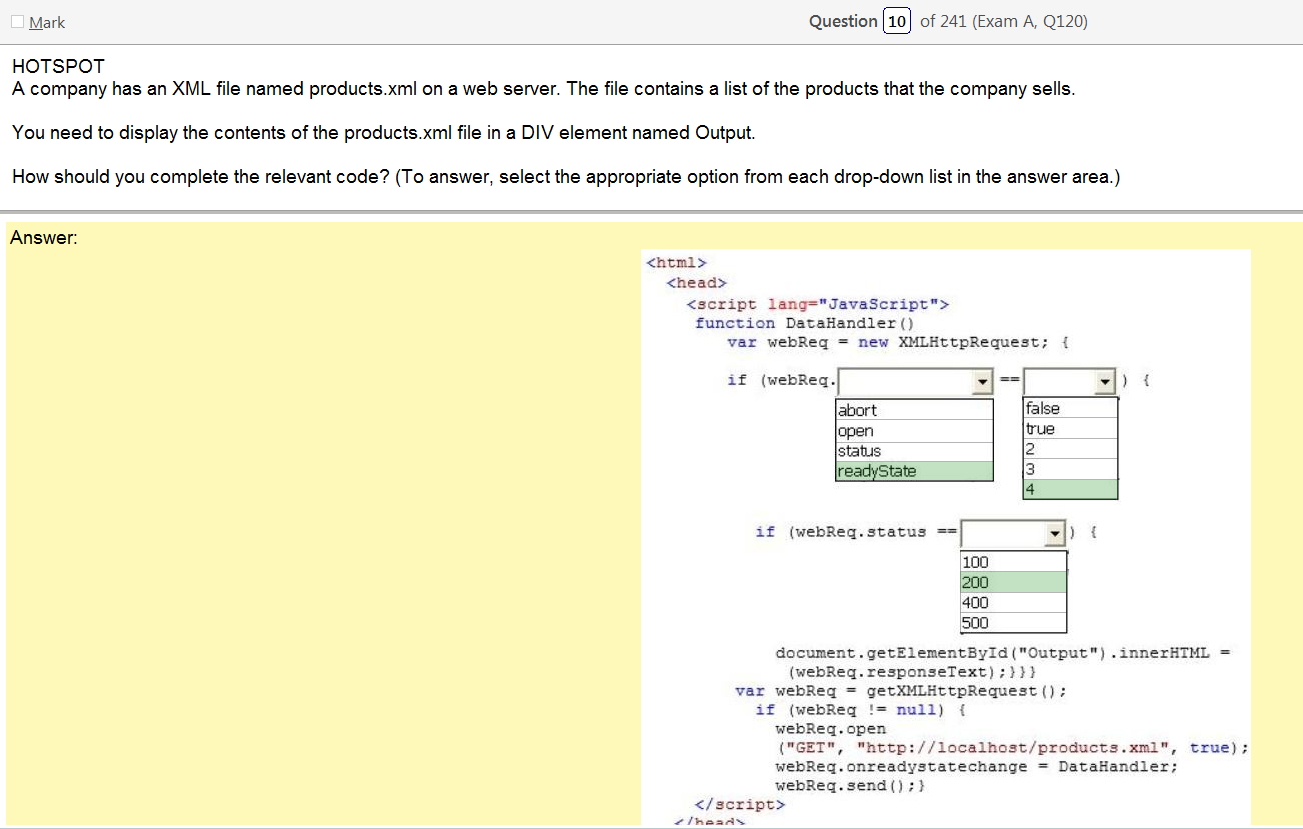 Mark
Question 10 of 241 (Exam A, Q120)
HOTSPOT
A company has an XML file named products.xml on a web server. The file contains a list of the products that the company sells.
You need to display the contents of the products.xml file in a DIV element named Output.
How should you complete the relevant code? (To answer, select the appropriate option from each drop-down list in the answer area.)
Answer:
<html>
<head>
<script lang="JavaScript">
function DataHandler()
var webReq = new XMLHttpRequest; {
if (webReq. == ) {
abort
open
status
readyState
false
true
2
3
4
if (webReq.status == ) {
100
200
400
500
document.getElementById("Output").innerHTML =
(webReq.responseText);}}}
var webReq = getXMLHttpRequest();
if (webReq != null) {
webReq.open
("GET", "http://localhost/products.xml", true);
webReq.onreadystatechange = DataHandler;
webReq.send();}
</script>
</head>